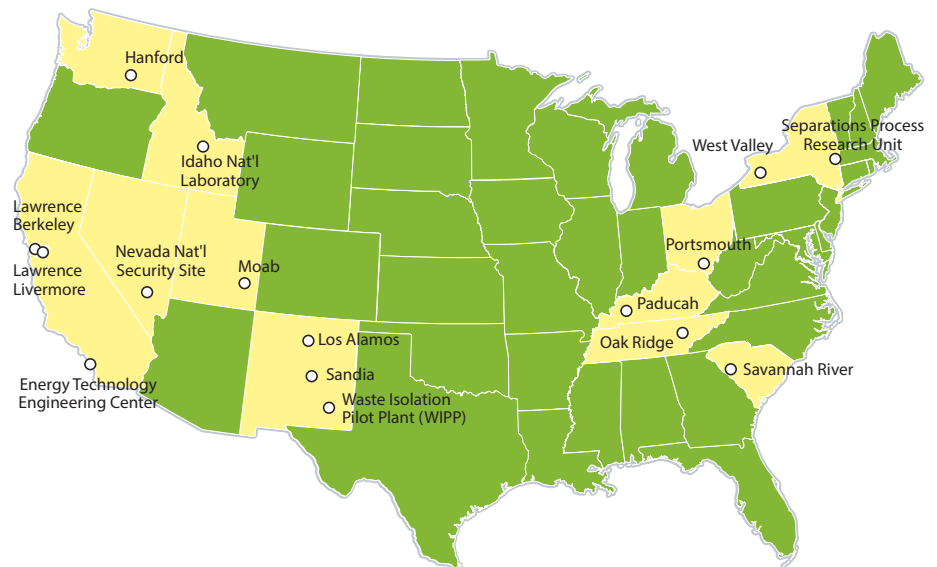 Hanford
Separations Process
Research Unit
West Valley
Idaho Nat'l
Laboratory
Lawrence
Berkeley
Lawrence
Livermore
Nevada Nat'l
Security Site
Moab
Portsmouth
Paducah
Los Alamos
Oak Ridge
Sandia
Savannah River
Energy Technology
Engineering Center
Waste Isolation
Pilot Plant (WIPP)